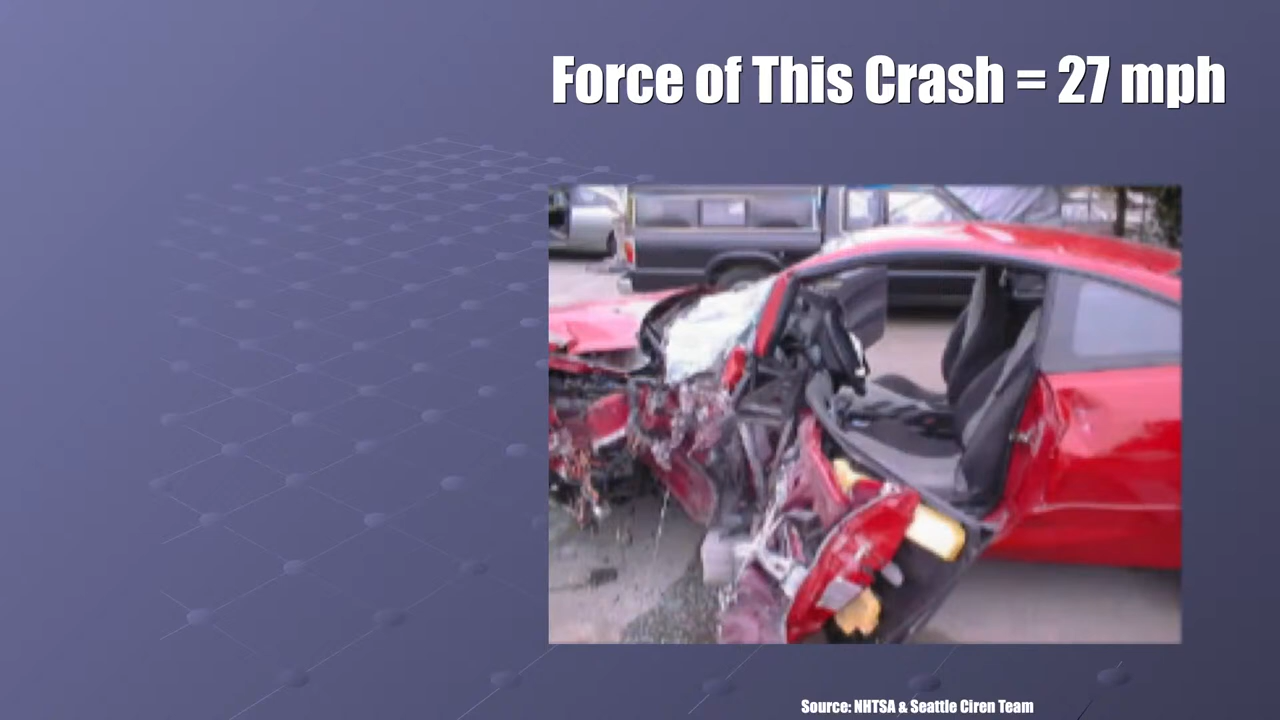 Force of This Crash = 27 mph
Source: NHTSA & Seattle Ciren Team